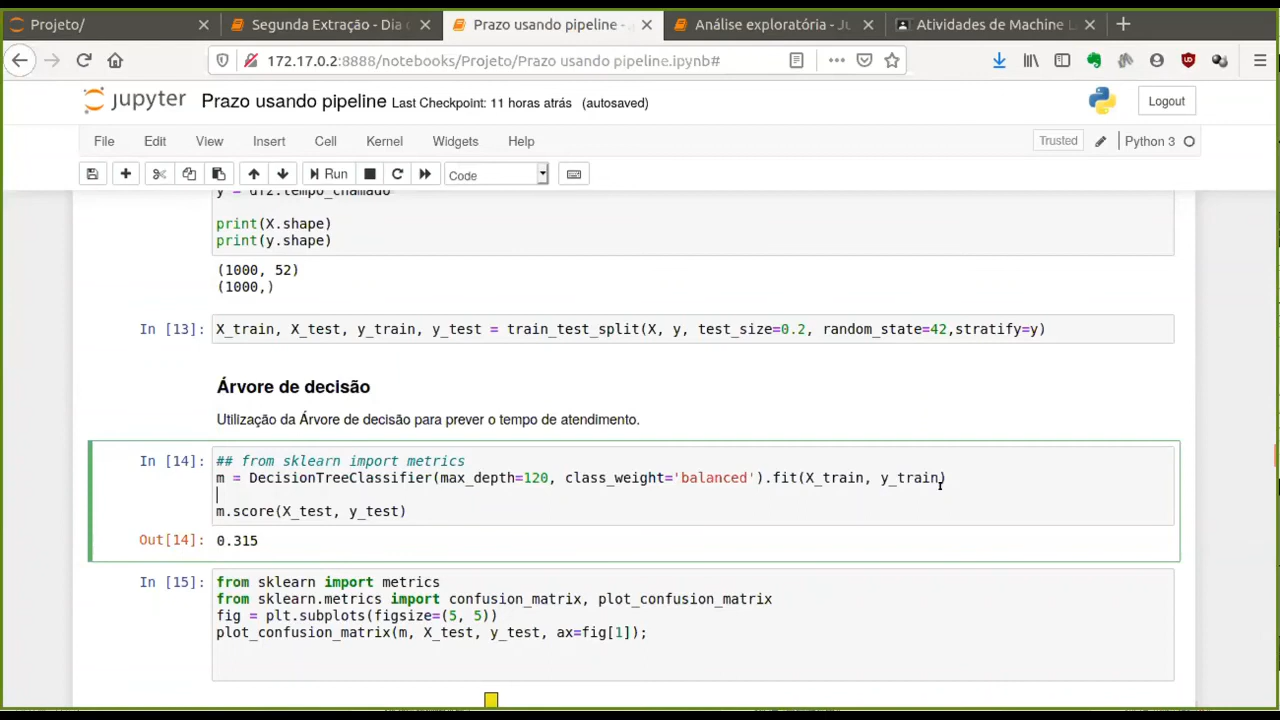 Projeto/
Segunda Extração - Dia d
Prazo usando pipeline -
Análise exploratória - Ju
Atividades de Machine L
172.17.0.2:8888/notebooks/Projeto/Prazo usando pipeline.ipynb#
jupyter Prazo usando pipeline Last Checkpoint: 11 horas atrás (autosaved)
Logout
File Edit View Insert Cell Kernel Widgets Help
Trusted
Python 3
Run
Code
y = df2.tempo_chamado
print(X.shape)
print(y.shape)
(1000, 52)
(1000,)
In [13]: X_train, X_test, y_train, y_test = train_test_split(X, y, test_size=0.2, random_state=42,stratify=y)
Árvore de decisão
Utilização da Árvore de decisão para prever o tempo de atendimento.
In [14]: ## from sklearn import metrics
m = DecisionTreeClassifier(max_depth=120, class_weight='balanced').fit(X_train, y_train)
m.score(X_test, y_test)
Out[14]: 0.315
In [15]: from sklearn import metrics
from sklearn.metrics import confusion_matrix, plot_confusion_matrix
fig = plt.subplots(figsize=(5, 5))
plot_confusion_matrix(m, X_test, y_test, ax=fig[1]);